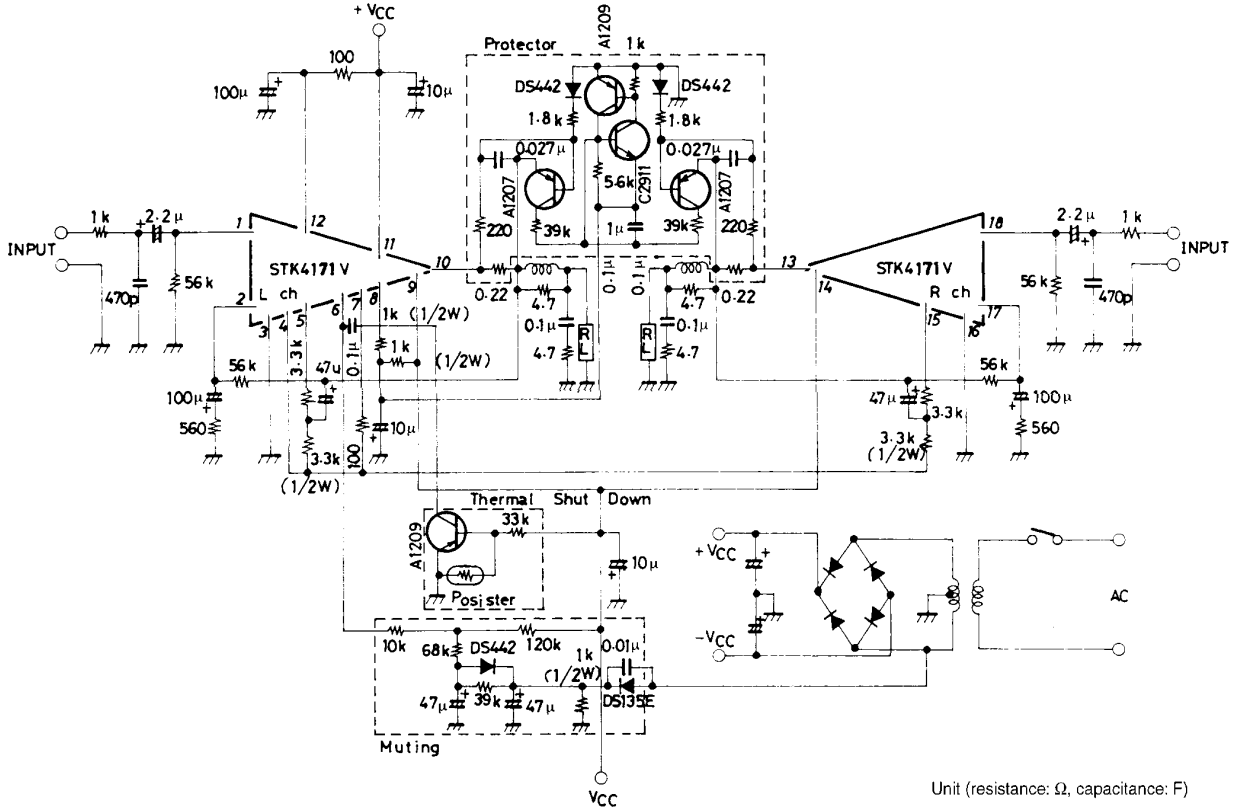 + VCC
A1209
Protector
1k
100
100μ
+
10μ
+
DS442
DS442
1.8k
1.8k
0.027μ
0.027μ
5.6k
C2911
A1207
A1207
220
39k
1μ
39k
220
1k
2.2μ
+
1
12
11
INPUT
STK4171V
L ch
10
56k
470p
2
3
4
5
6
7
8
9
0.22
0.1μ
4.7
0.1μ
4.7
RL
0.1μ
0.1μ
4.7
0.1μ
4.7
RL
0.22
13
14
STK4171V
R ch
15
16
17
18
2.2μ
+
1k
INPUT
56k
470p
1k (1/2W)
3.3k
47u
+
0.1μ
1k
(1/2W)
56k
100μ
+
560
3.3k
(1/2W)
100
10μ
+
56k
47μ
+
3.3k
100μ
+
560
3.3k
(1/2W)
Thermal Shut Down
A1209
33k
Posister
10μ
+
+VCC
+
+
-VCC
AC
10k
68k
120k
DS442
39k
47μ
+
47μ
+
1k
(1/2W)
0.01μ
DS135E
Muting
VCC
Unit (resistance: Ω, capacitance: F)